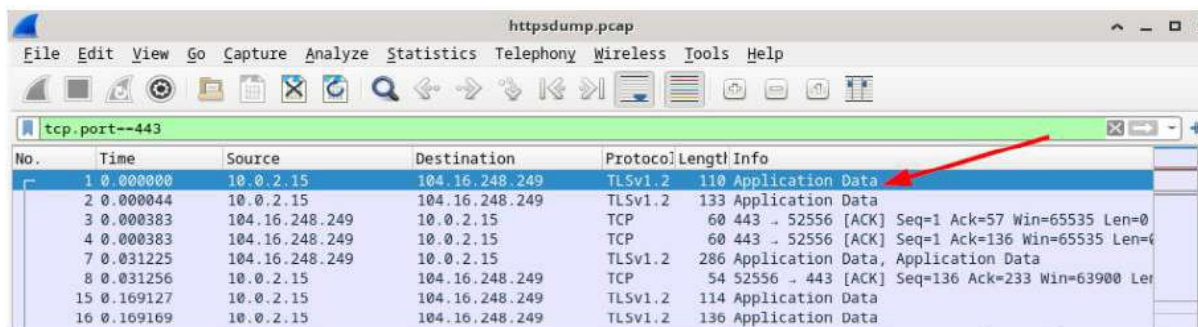 httpsdump.pcap
File Edit View Go Capture Analyze Statistics Telephony Wireless Tools Help
tcp.port==443
No. Time Source Destination Protocol Length Info
1 0.000000 10.0.2.15 104.16.248.249 TLSv1.2 110 Application Data
2 0.000044 10.0.2.15 104.16.248.249 TLSv1.2 133 Application Data
3 0.000383 104.16.248.249 10.0.2.15 TCP 60 443 → 52556 [ACK] Seq=1 Ack=57 Win=65535 Len=0
4 0.000383 104.16.248.249 10.0.2.15 TCP 60 443 → 52556 [ACK] Seq=1 Ack=136 Win=65535 Len=0
7 0.031225 104.16.248.249 10.0.2.15 TLSv1.2 286 Application Data, Application Data
8 0.031256 10.0.2.15 104.16.248.249 TCP 54 52556 → 443 [ACK] Seq=136 Ack=233 Win=63900 Ler
15 0.169127 10.0.2.15 104.16.248.249 TLSv1.2 114 Application Data
16 0.169169 10.0.2.15 104.16.248.249 TLSv1.2 136 Application Data